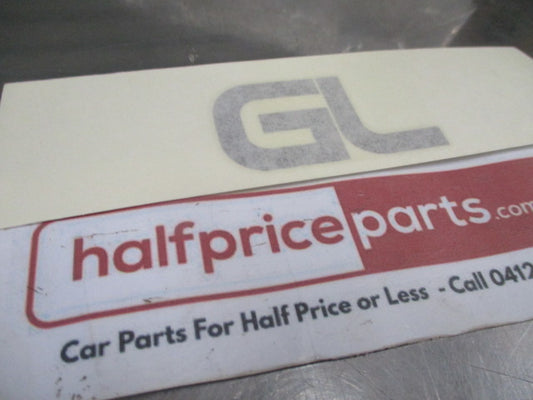 GL
halfpriceparts.com
Car Parts For Half Price or Less - Call 0412